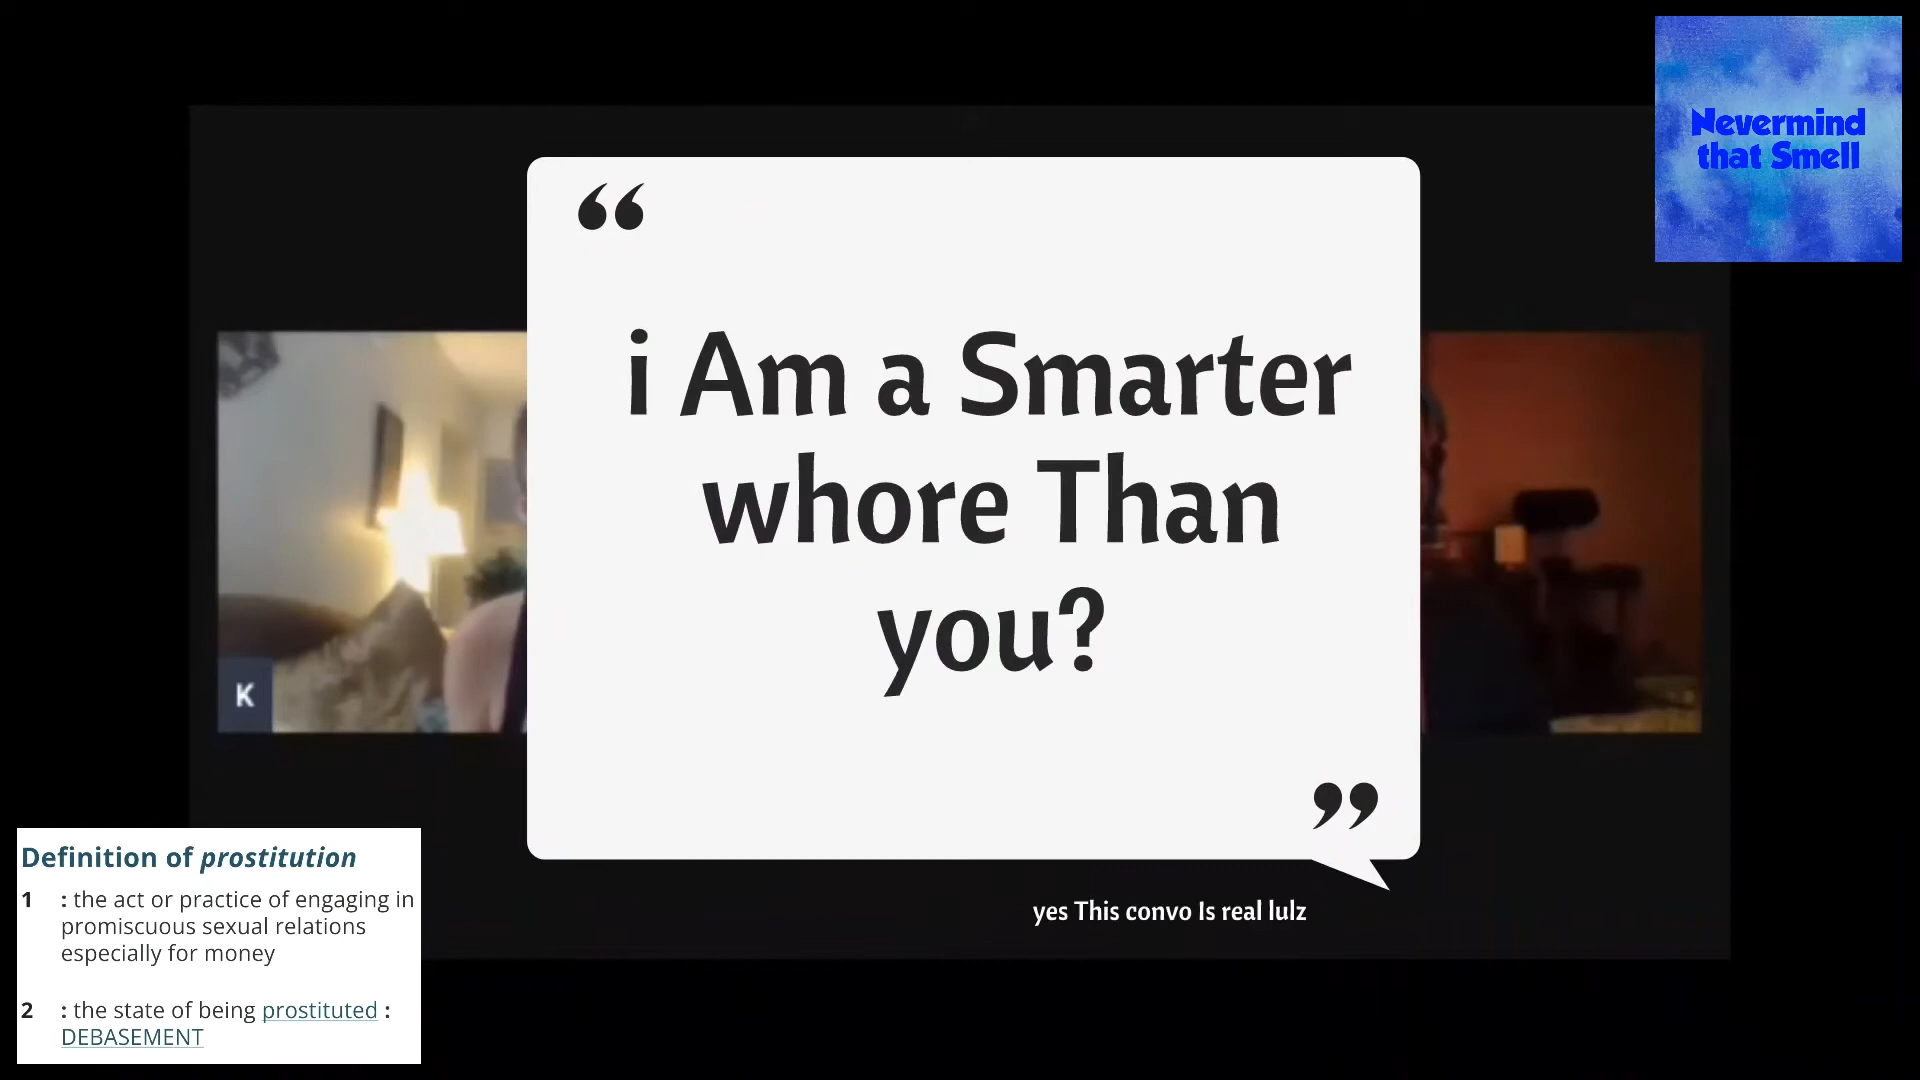 Nevermind
that Smell
“
i Am a Smarter
whore Than
you?
”
yes This convo Is real lulz
K
Definition of prostitution
1 : the act or practice of engaging in
promiscuous sexual relations
especially for money
2 : the state of being prostituted :
DEBASEMENT